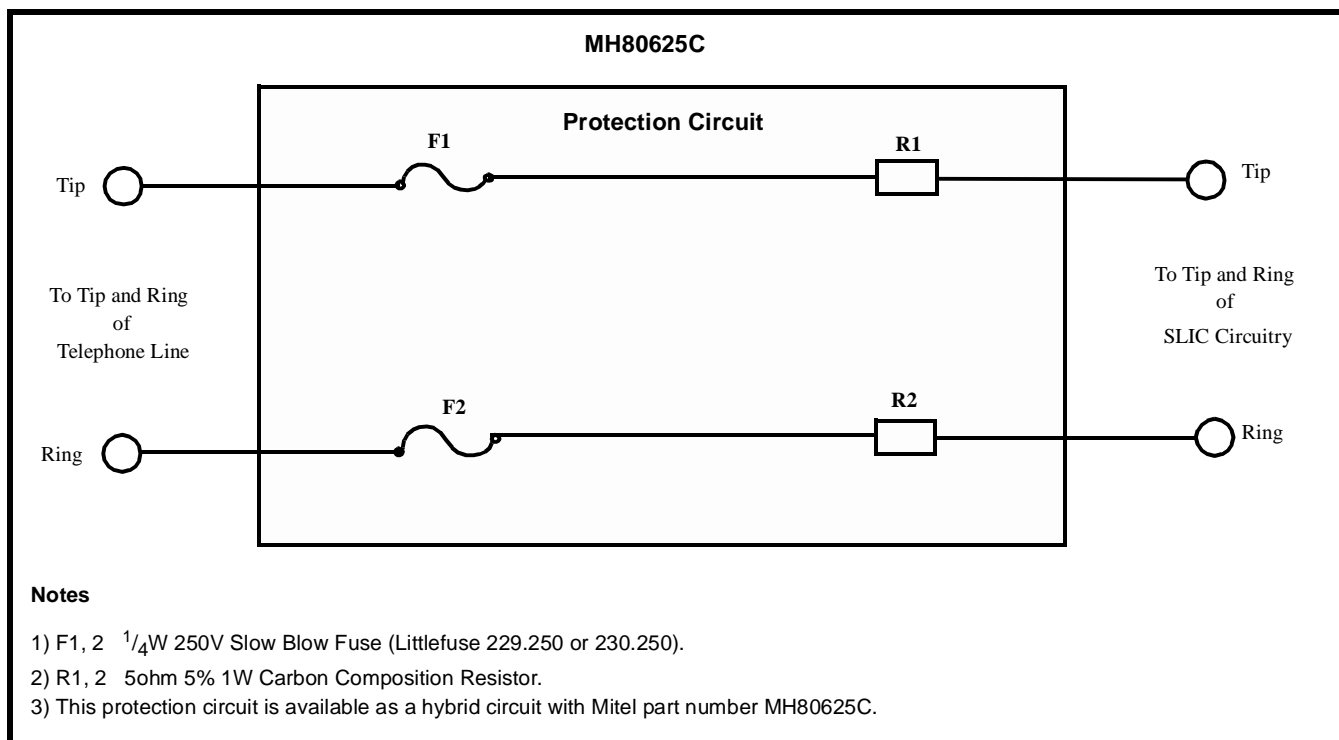 MH80625C
Protection Circuit
F1
R1
Tip
Tip
To Tip and Ring
of
Telephone Line
To Tip and Ring
of
SLIC Circuitry
F2
R2
Ring
Ring
Notes
1) F1, 2 1/4W 250V Slow Blow Fuse (Littlefuse 229.250 or 230.250).
2) R1, 2 5ohm 5% 1W Carbon Composition Resistor.
3) This protection circuit is available as a hybrid circuit with Mitel part number MH80625C.